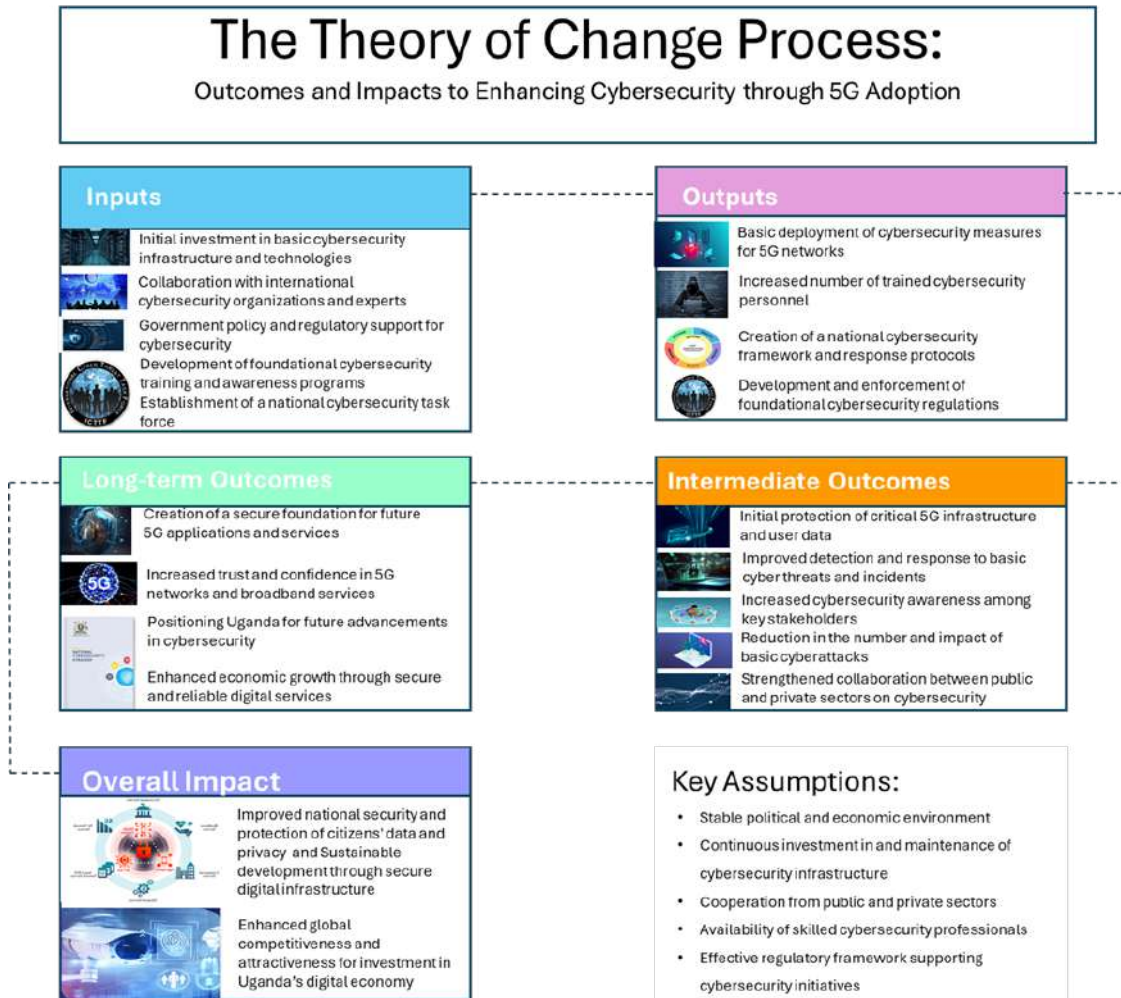 The Theory of Change Process:
Outcomes and Impacts to Enhancing Cybersecurity through 5G Adoption
Inputs
Initial investment in basic cybersecurity
infrastructure and technologies
Collaboration with international
cybersecurity organizations and experts
Government policy and regulatory support for
cybersecurity
Development of foundational cybersecurity
training and awareness programs
Establishment of a national cybersecurity task
force
ICTTF
Outputs
Basic deployment of cybersecurity measures
for 5G networks
Increased number of trained cybersecurity
personnel
Creation of a national cybersecurity
framework and response protocols
Development and enforcement of
foundational cybersecurity regulations
Long-term Outcomes
Creation of a secure foundation for future
5G applications and services
5G
Increased trust and confidence in 5G
networks and broadband services
Positioning Uganda for future advancements
in cybersecurity
NATIONAL
CYBERSECURITY
STRATEGY
Enhanced economic growth through secure
and reliable digital services
Intermediate Outcomes
Initial protection of critical 5G infrastructure
and user data
Improved detection and response to basic
cyber threats and incidents
Increased cybersecurity awareness among
key stakeholders
Reduction in the number and impact of
basic cyberattacks
Strengthened collaboration between public
and private sectors on cybersecurity
Overall Impact
Improved national security and
protection of citizens' data and
privacy and Sustainable
development through secure
digital infrastructure
Enhanced global
competitiveness and
attractiveness for investment in
Uganda's digital economy
Key Assumptions:
• Stable political and economic environment
• Continuous investment in and maintenance of
cybersecurity infrastructure
• Cooperation from public and private sectors
• Availability of skilled cybersecurity professionals
• Effective regulatory framework supporting
cybersecurity initiatives